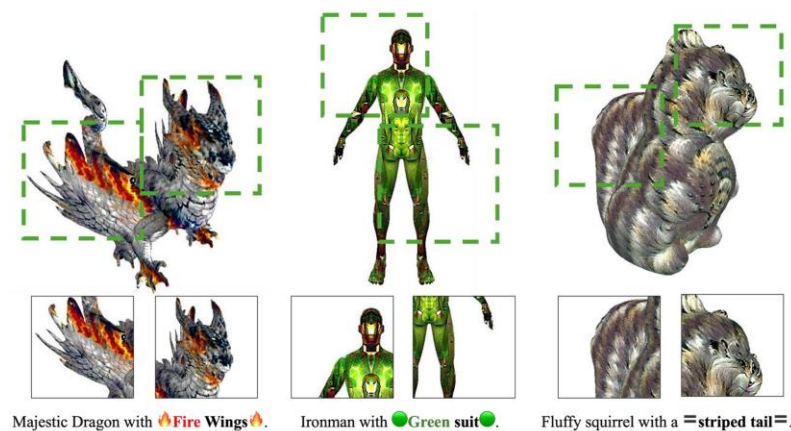 Majestic Dragon with 🔥Fire Wings🔥.
Ironman with 🟢Green suit🟢.
Fluffy squirrel with a 〓striped tail〓.